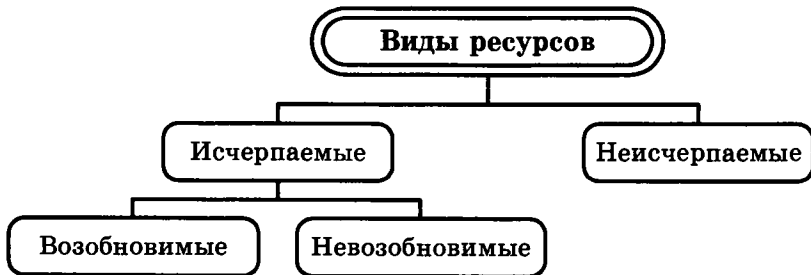 Виды ресурсов
Исчерпаемые
Неисчерпаемые
Возобновимые
Невозобновимые